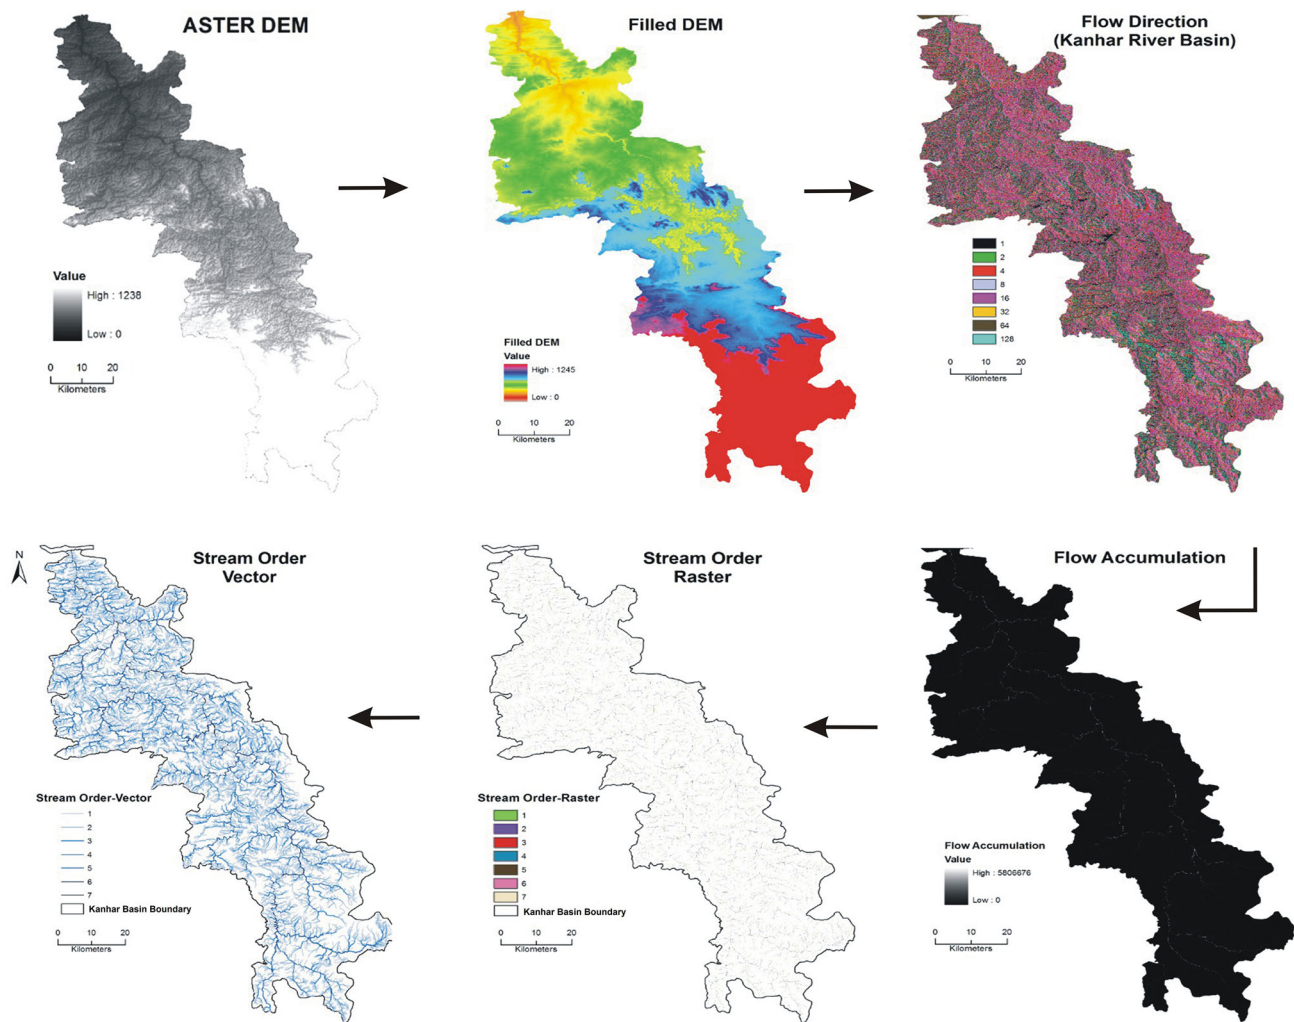 ASTER DEM
Value
High : 1238
Low : 0
0 10 20
Kilometers
Filled DEM
Filled DEM
Value
High : 1245
Low : 0
0 10 20
Kilometers
Flow Direction
(Kanhar River Basin)
1
2
4
8
16
32
64
128
0 10 20
Kilometers
N
Stream Order
Vector
Stream Order-Vector
1
2
3
4
5
6
7
Kanhar Basin Boundary
0 10 20
Kilometers
Stream Order
Raster
Stream Order-Raster
1
2
3
4
5
6
7
Kanhar Basin Boundary
0 10 20
Kilometers
Flow Accumulation
Flow Accumulation
Value
High : 5806676
Low : 0
0 10 20
Kilometers